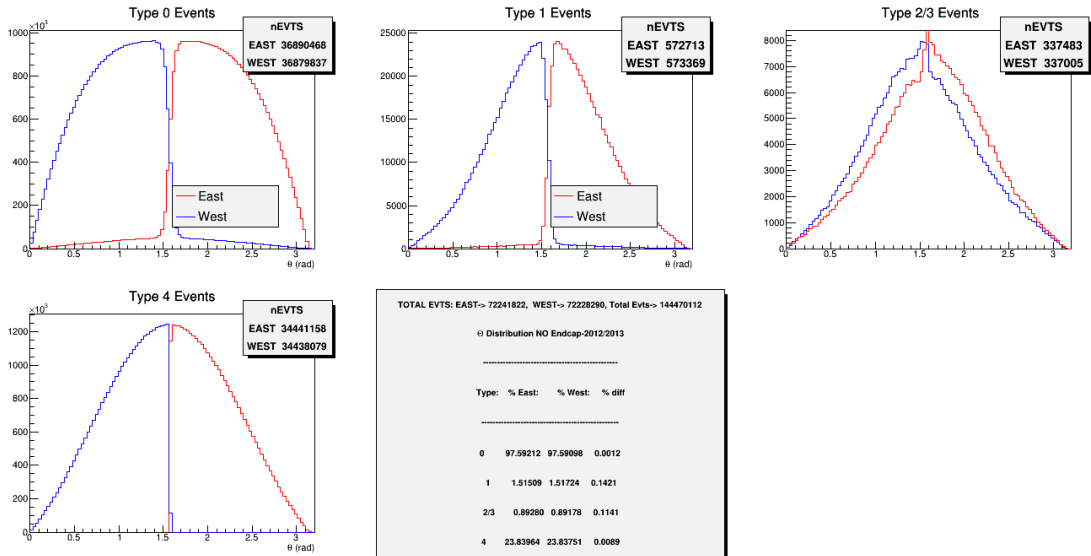 Type 0 Events
×10³
nEVTS
EAST 36890468
WEST 36879837
1000
800
600
400
200
0
East
West
0 0.5 1 1.5 2 2.5 3
θ (rad)
Type 1 Events
nEVTS
EAST 572713
WEST 573369
25000
20000
15000
10000
5000
0
East
West
0 0.5 1 1.5 2 2.5 3
θ (rad)
Type 2/3 Events
nEVTS
EAST 337483
WEST 337005
8000
7000
6000
5000
4000
3000
2000
1000
0
0 0.5 1 1.5 2 2.5 3
θ (rad)
Type 4 Events
×10³
nEVTS
EAST 34441158
WEST 34438079
1200
1000
800
600
400
200
0
0 0.5 1 1.5 2 2.5 3
θ (rad)
TOTAL EVTS: EAST-> 72241822, WEST-> 72228290, Total Evts-> 144470112
Θ Distribution NO Endcap-2012/2013
------------------------------------------------------
Type: % East: % West: % diff
------------------------------------------------------
0 97.59212 97.59098 0.0012
1 1.51509 1.51724 0.1421
2/3 0.89280 0.89178 0.1141
4 23.83964 23.83751 0.0089